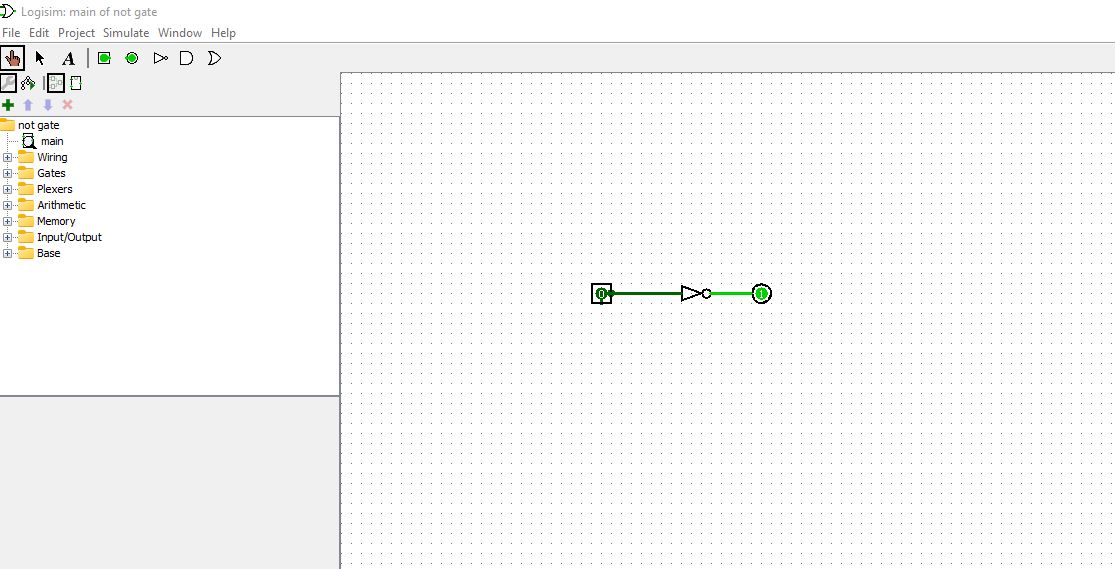 Logisim: main of not gate
File Edit Project Simulate Window Help
A
not gate
main
Wiring
Gates
Plexers
Arithmetic
Memory
Input/Output
Base
0 1